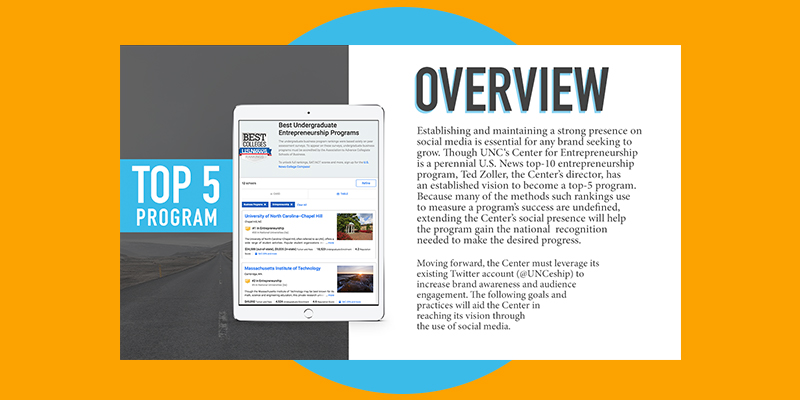 TOP 5
PROGRAM
BEST
COLLEGES
U.S.News
Best Undergraduate
Entrepreneurship Programs
University of North Carolina–Chapel Hill
Chapel Hill, NC
#1 in Entrepreneurship
Massachusetts Institute of Technology
Cambridge, MA
#2 in Entrepreneurship
OVERVIEW
Establishing and maintaining a strong presence on
social media is essential for any brand seeking to
grow. Though UNC's Center for Entrepreneurship
is a perennial U.S. News top-10 entrepreneurship
program, Ted Zoller, the Center's director, has
an established vision to become a top-5 program.
Because many of the methods such rankings use
to measure a program's success are undefined,
extending the Center's social presence will help
the program gain the national recognition
needed to make the desired progress.
Moving forward, the Center must leverage its
existing Twitter account (@UNCeship) to
increase brand awareness and audience
engagement. The following goals and
practices will aid the Center in
reaching its vision through
the use of social media.